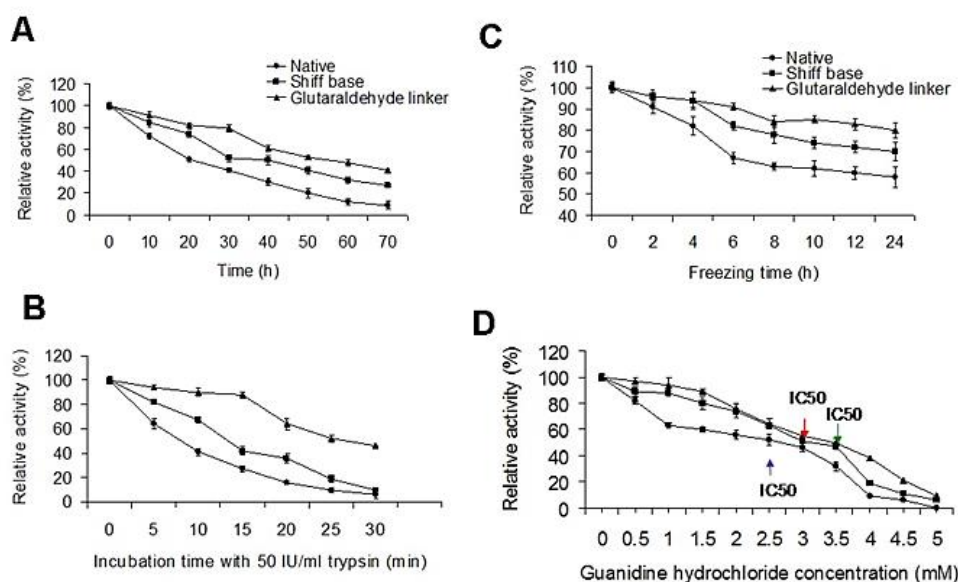 A
Native
Shiff base
Glutaraldehyde linker
Relative activity (%)
120
100
80
60
40
20
0
0 10 20 30 40 50 60 70
Time (h)
C
Native
Shiff base
Glutaraldehyde linker
Relative activity (%)
110
100
90
80
70
60
50
40
0 2 4 6 8 10 12 24
Freezing time (h)
B
Relative activity (%)
120
100
80
60
40
20
0
0 5 10 15 20 25 30
Incubation time with 50 IU/ml trypsin (min)
D
Relative activity (%)
120
100
80
60
40
20
0
IC50
IC50
IC50
0 0.5 1 1.5 2 2.5 3 3.5 4 4.5 5
Guanidine hydrochloride concentration (mM)